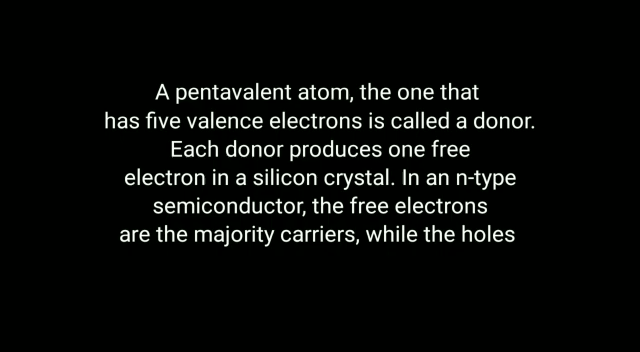 A pentavalent atom, the one that
has five valence electrons is called a donor.
Each donor produces one free
electron in a silicon crystal. In an n-type
semiconductor, the free electrons
are the majority carriers, while the holes